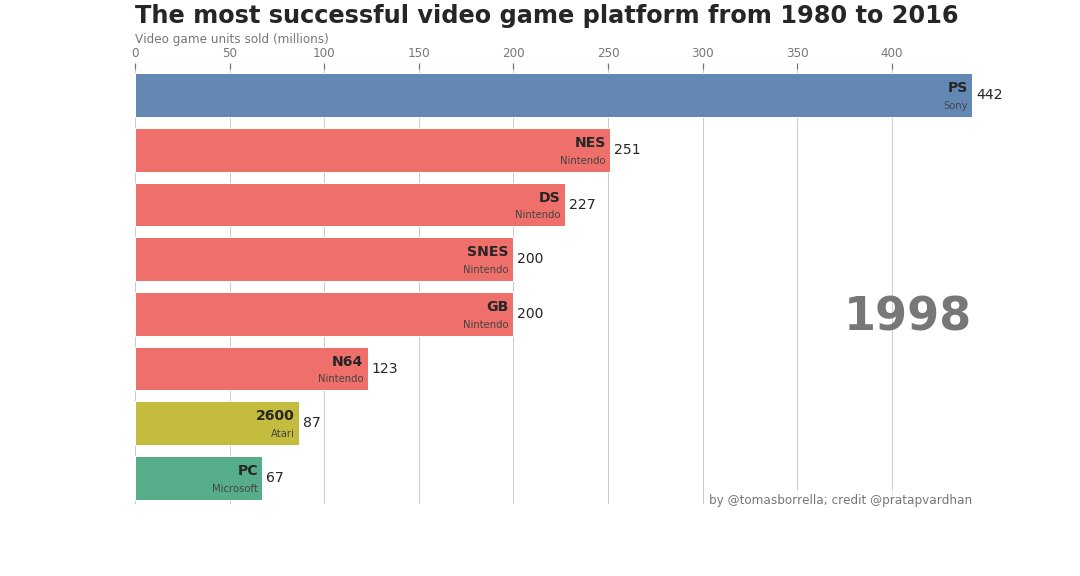 The most successful video game platform from 1980 to 2016
Video game units sold (millions)
0 50 100 150 200 250 300 350 400
PS
Sony
442
NES
Nintendo
251
DS
Nintendo
227
SNES
Nintendo
200
GB
Nintendo
200
1998
N64
Nintendo
123
2600
Atari
87
PC
Microsoft
67
by @tomasborrella; credit @pratapvardhan